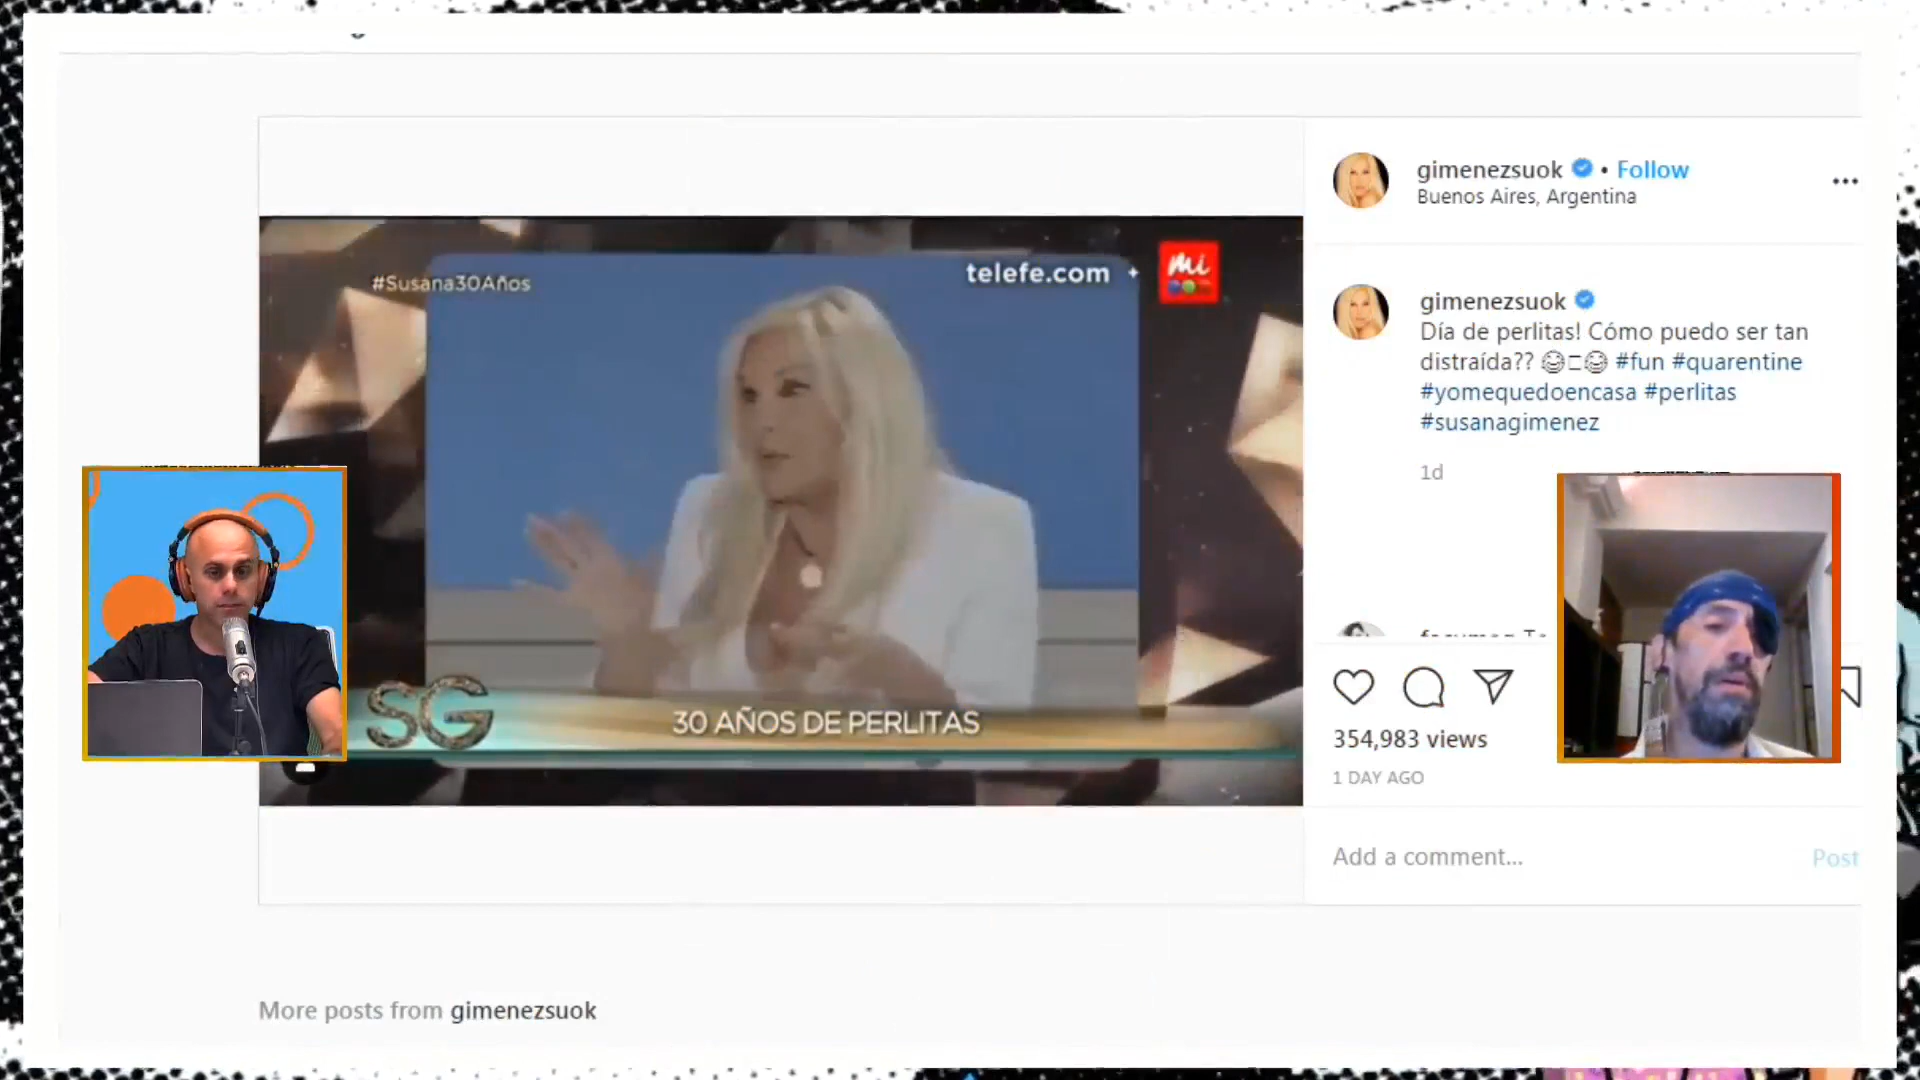 gimenezsuok • Follow
Buenos Aires, Argentina
#Susana30Años
telefe.com
mi
gimenezsuok
Día de perlitas! Cómo puedo ser tan
distraída?? #fun #quarentine
#yomequedoencasa #perlitas
#susanagimenez
1d
SG
30 AÑOS DE PERLITAS
354,983 views
1 DAY AGO
Add a comment...
Post
More posts from gimenezsuok